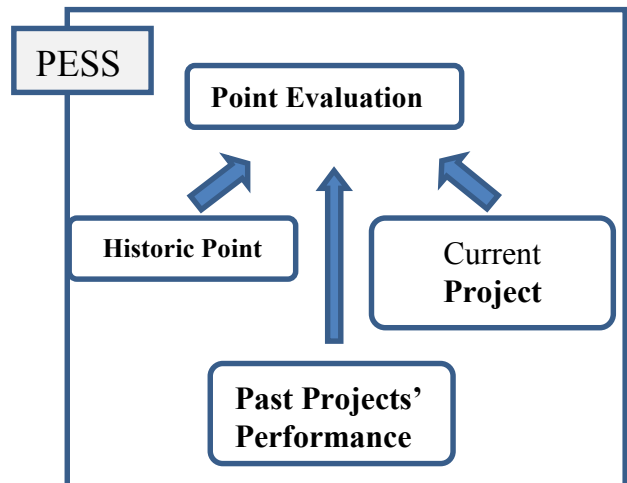 PESS
Point Evaluation
Historic Point
Current
Project
Past Projects’
Performance